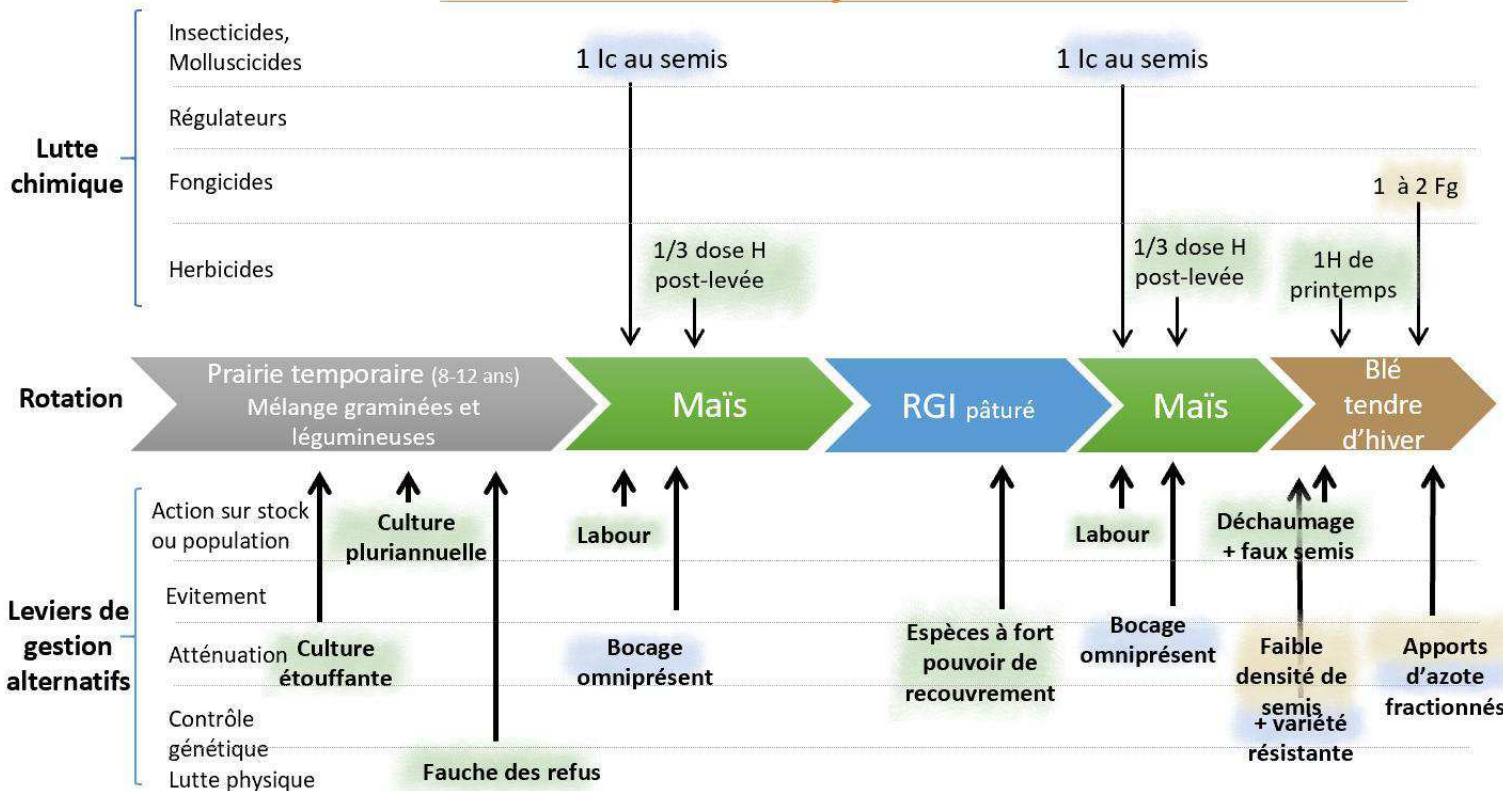 Insecticides,
Molluscicides
1 Ic au semis
1 Ic au semis
Régulateurs
Lutte
chimique
Fongicides
1 à 2 Fg
Herbicides
1/3 dose H
post-levée
1/3 dose H
post-levée
1H de
printemps
Rotation
Prairie temporaire (8-12 ans)
Mélange graminées et
légumineuses
Maïs
RGI pâturé
Maïs
Blé
tendre
d'hiver
Action sur stock
ou population
Culture
pluriannuelle
Labour
Labour
Déchaumage
+ faux semis
Evitement
Leviers de
gestion
alternatifs
Atténuation
Culture
étouffante
Bocage
omniprésent
Espèces à fort
pouvoir de
recouvrement
Bocage
omniprésent
Faible
densité de
semis
+ variété
résistante
Apports
d'azote
fractionnés
Contrôle
génétique
Lutte physique
Fauche des refus